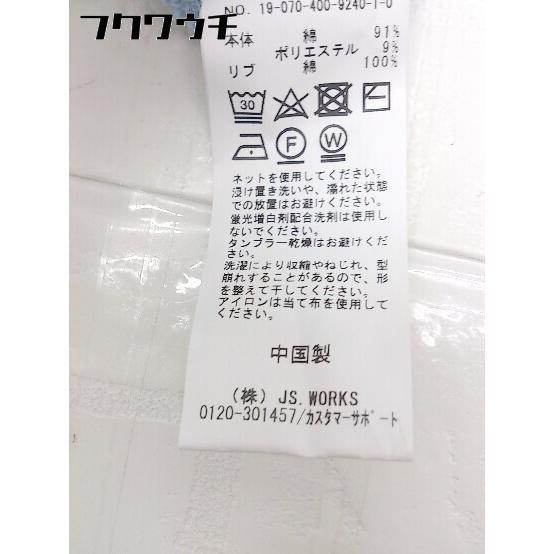 フクウウチ
NO. 19-070-400-9240-1-0
本体 綿 91%
ポリエステル 9%
リブ 綿 100%
30
F W
ネットを使用してください。
浸け置き洗いや、濡れた状態
での放置はお避けください。
蛍光増白剤配合洗剤は使用し
ないでください。
タンブラー乾燥はお避けくだ
さい。
洗濯により収縮やねじれ、型
崩れすることがあるので、形
を整えて干してください。
アイロンは当て布を使用して
ください。
中国製
(株) JS.WORKS
0120-301457/カスタマーサポート